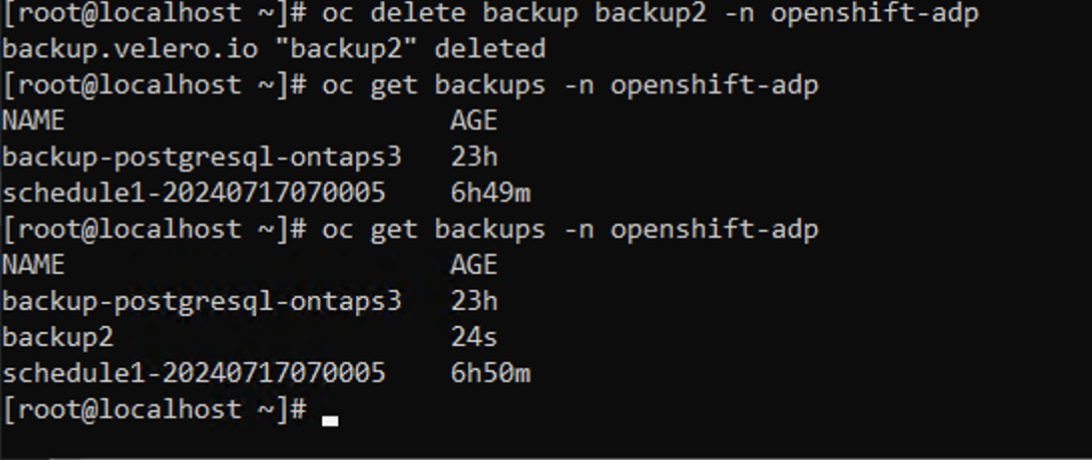 [root@localhost ~]# oc delete backup backup2 -n openshift-adp
backup.velero.io "backup2" deleted
[root@localhost ~]# oc get backups -n openshift-adp
NAME                        AGE
backup-postgresql-ontaps3   23h
schedule1-20240717070005    6h49m
[root@localhost ~]# oc get backups -n openshift-adp
NAME                        AGE
backup-postgresql-ontaps3   23h
backup2                     24s
schedule1-20240717070005    6h50m
[root@localhost ~]#